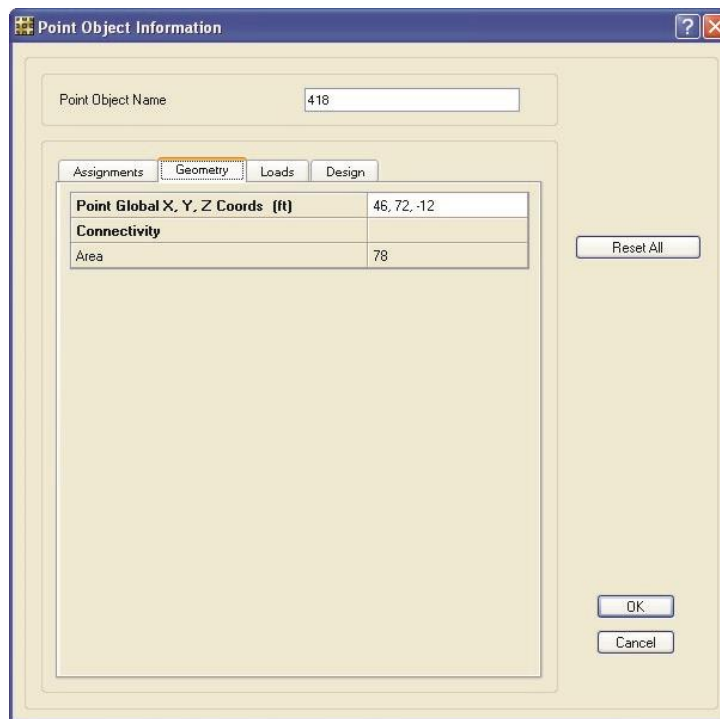 Point Object Information
Point Object Name 418
Assignments Geometry Loads Design
Point Global X, Y, Z Coords (ft) 46, 72, -12
Connectivity
Area 78
Reset All
OK
Cancel